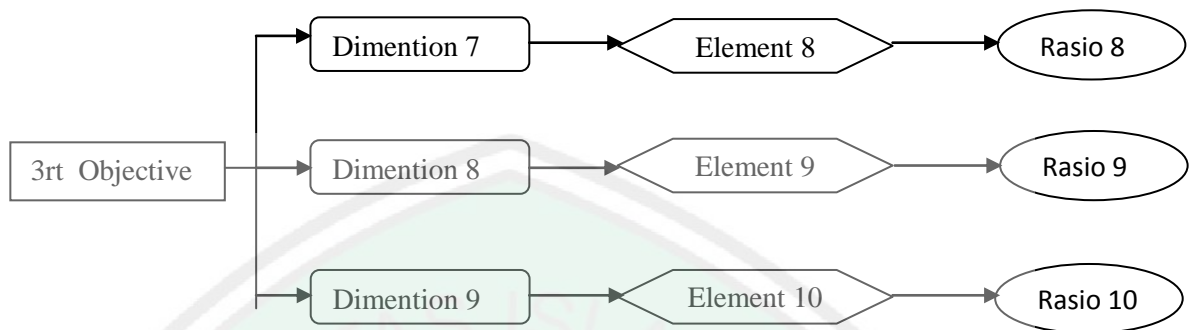 Dimention 7
Element 8
Rasio 8
3rt Objective
Dimention 8
Element 9
Rasio 9
Dimention 9
Element 10
Rasio 10